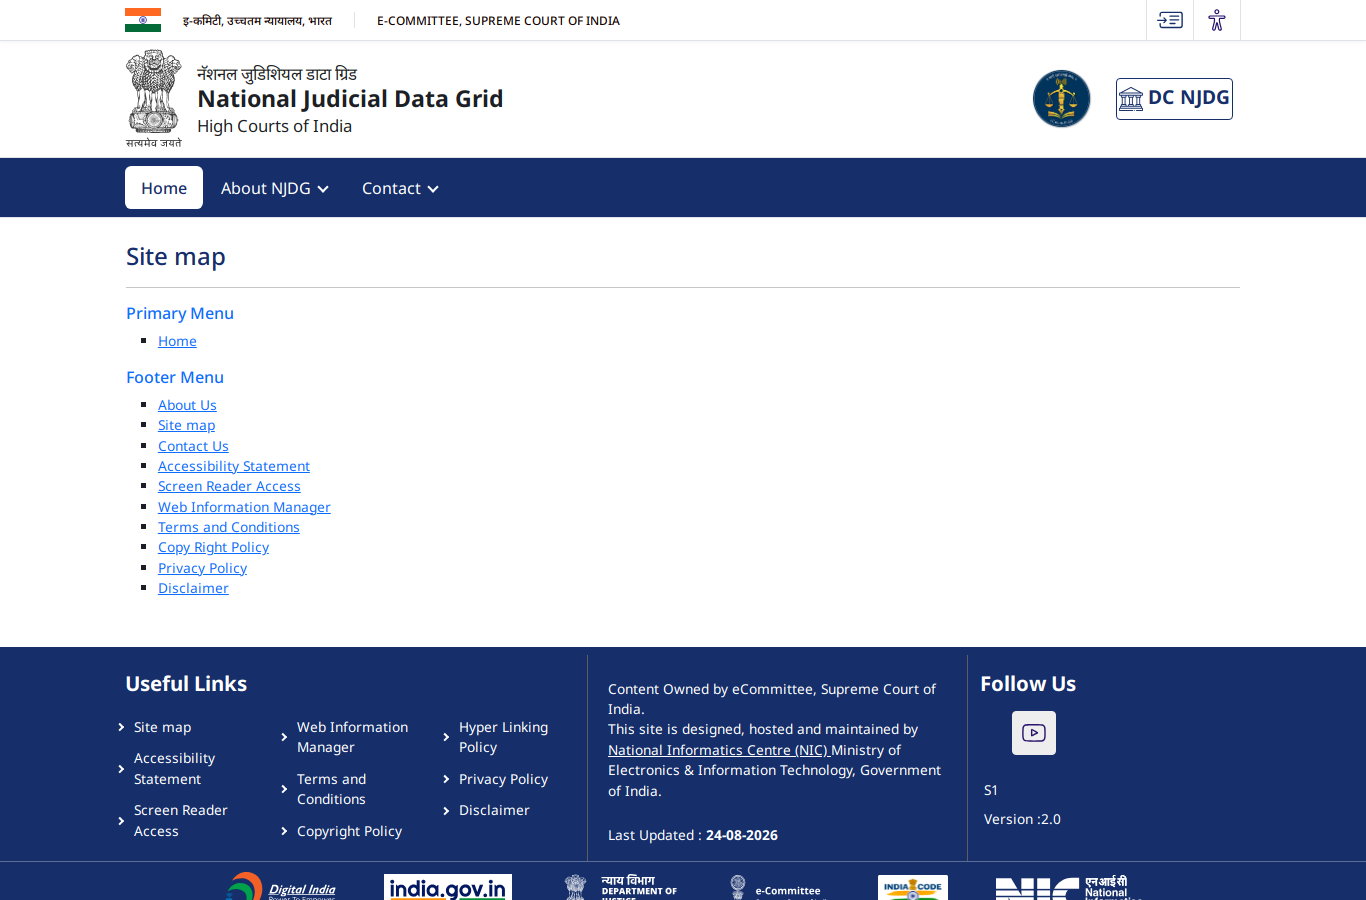 इ-कमिटी, उच्चतम न्यायालय, भारत
E-COMMITTEE, SUPREME COURT OF INDIA
सत्यमेव जयते
नॅशनल जुडिशियल डाटा ग्रिड
National Judicial Data Grid
High Courts of India
DC NJDG
Home
About NJDG
Contact
Site map
Primary Menu
Home
Footer Menu
About Us
Site map
Contact Us
Accessibility Statement
Screen Reader Access
Web Information Manager
Terms and Conditions
Copy Right Policy
Privacy Policy
Disclaimer
Useful Links
Site map
Accessibility
Statement
Screen Reader
Access
Web Information
Manager
Terms and
Conditions
Copyright Policy
Hyper Linking
Policy
Privacy Policy
Disclaimer
Content Owned by eCommittee, Supreme Court of
India.
This site is designed, hosted and maintained by
National Informatics Centre (NIC) Ministry of
Electronics & Information Technology, Government
of India.
Last Updated : 24-08-2026
Follow Us
S1
Version :2.0
Digital India
india.gov.in
न्याय विभाग
DEPARTMENT OF
e-Committee
INDIA CODE
NIC
एनआईसी
National